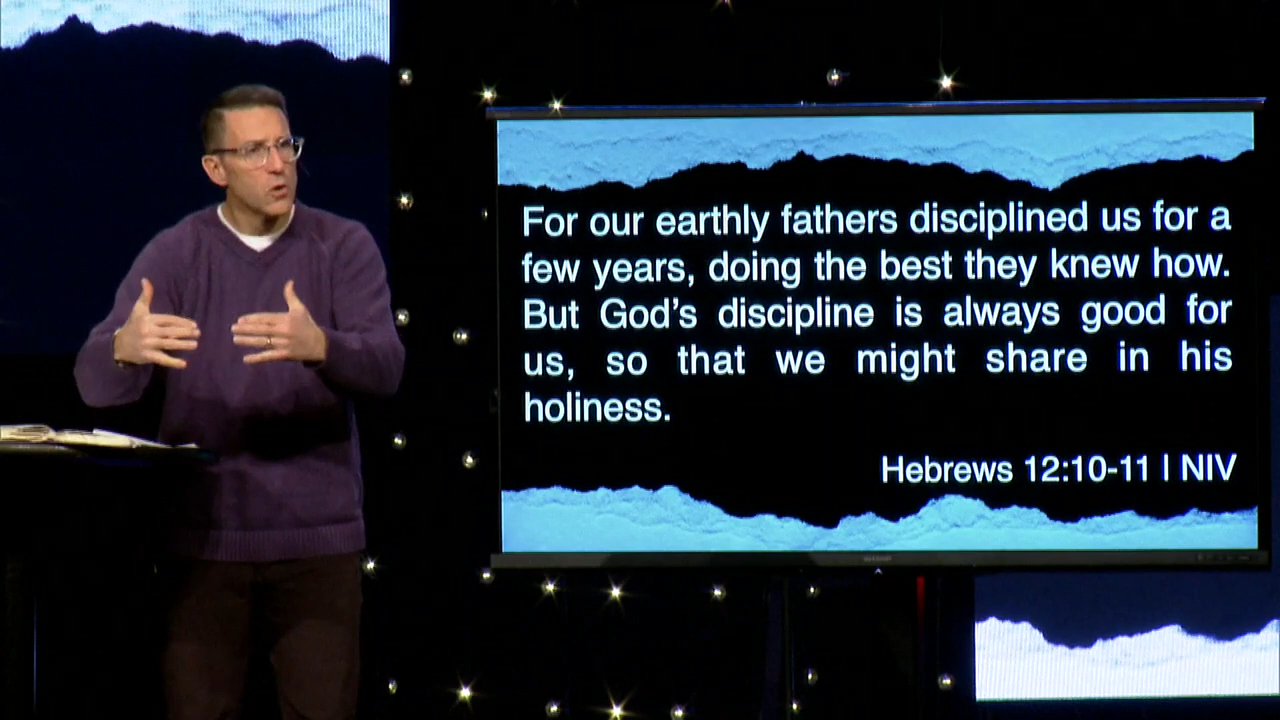 For our earthly fathers disciplined us for a
few years, doing the best they knew how.
But God's discipline is always good for
us, so that we might share in his
holiness.
Hebrews 12:10-11 | NIV